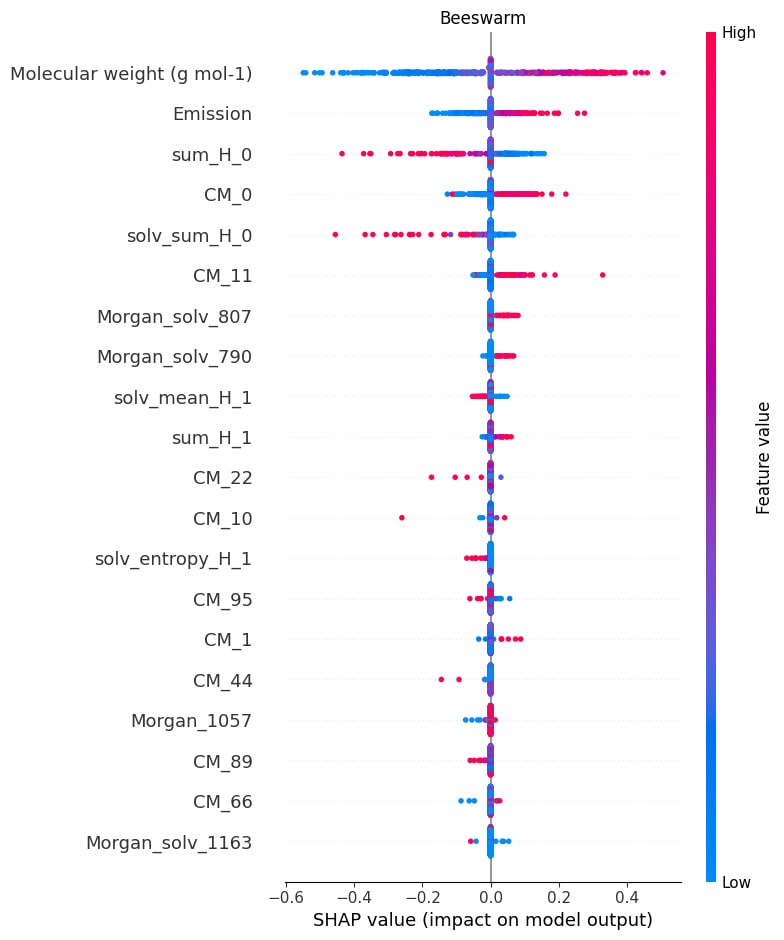 Beeswarm
High
Molecular weight (g mol-1)
Emission
sum_H_0
CM_0
solv_sum_H_0
CM_11
Morgan_solv_807
Morgan_solv_790
solv_mean_H_1
sum_H_1
CM_22
CM_10
solv_entropy_H_1
CM_95
CM_1
CM_44
Morgan_1057
CM_89
CM_66
Morgan_solv_1163
Feature value
Low
−0.6 −0.4 −0.2 0.0 0.2 0.4
SHAP value (impact on model output)